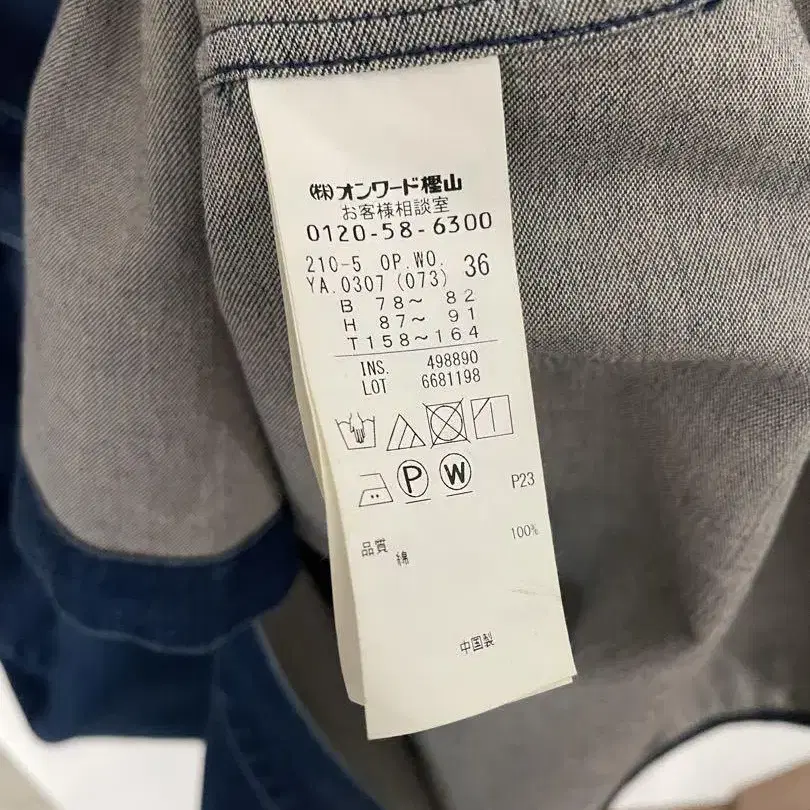 (株)オンワード樫山
お客様相談室
0120-58-6300
210-5 OP.WO. 36
YA.0307(073)
B 78~ 82
H 87~ 91
T158~164
INS. 498890
LOT 6681198
P W P23
品質 100%
綿
中国製